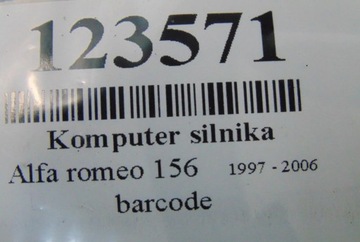 123571
Komputer silnika
Alfa romeo 156 1997 - 2006
barcode